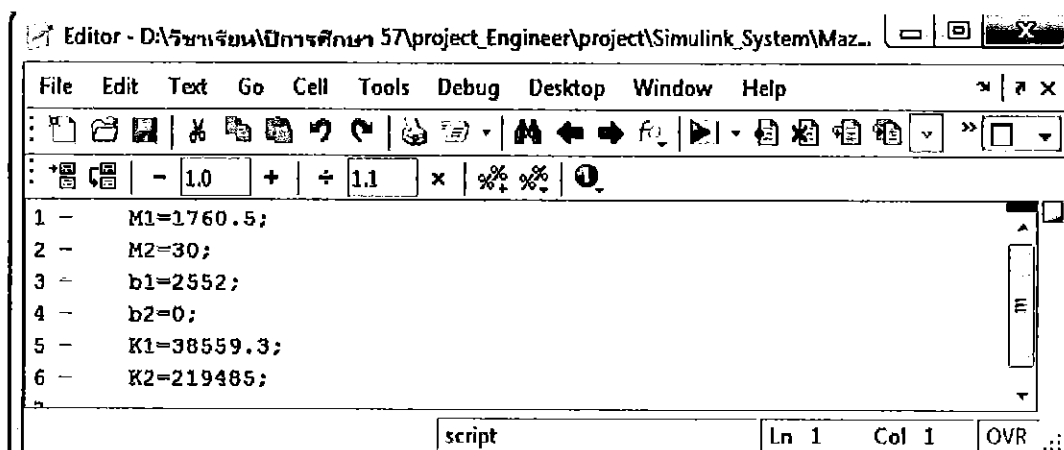 Editor - D:\วิชาเรียน\ปีการศึกษา 57\project_Engineer\project\Simulink_System\Maz...
File Edit Text Go Cell Tools Debug Desktop Window Help
- 1.0 + ÷ 1.1 ×
1 - M1=1760.5;
2 - M2=30;
3 - b1=2552;
4 - b2=0;
5 - K1=38559.3;
6 - K2=219485;
script Ln 1 Col 1 OVR